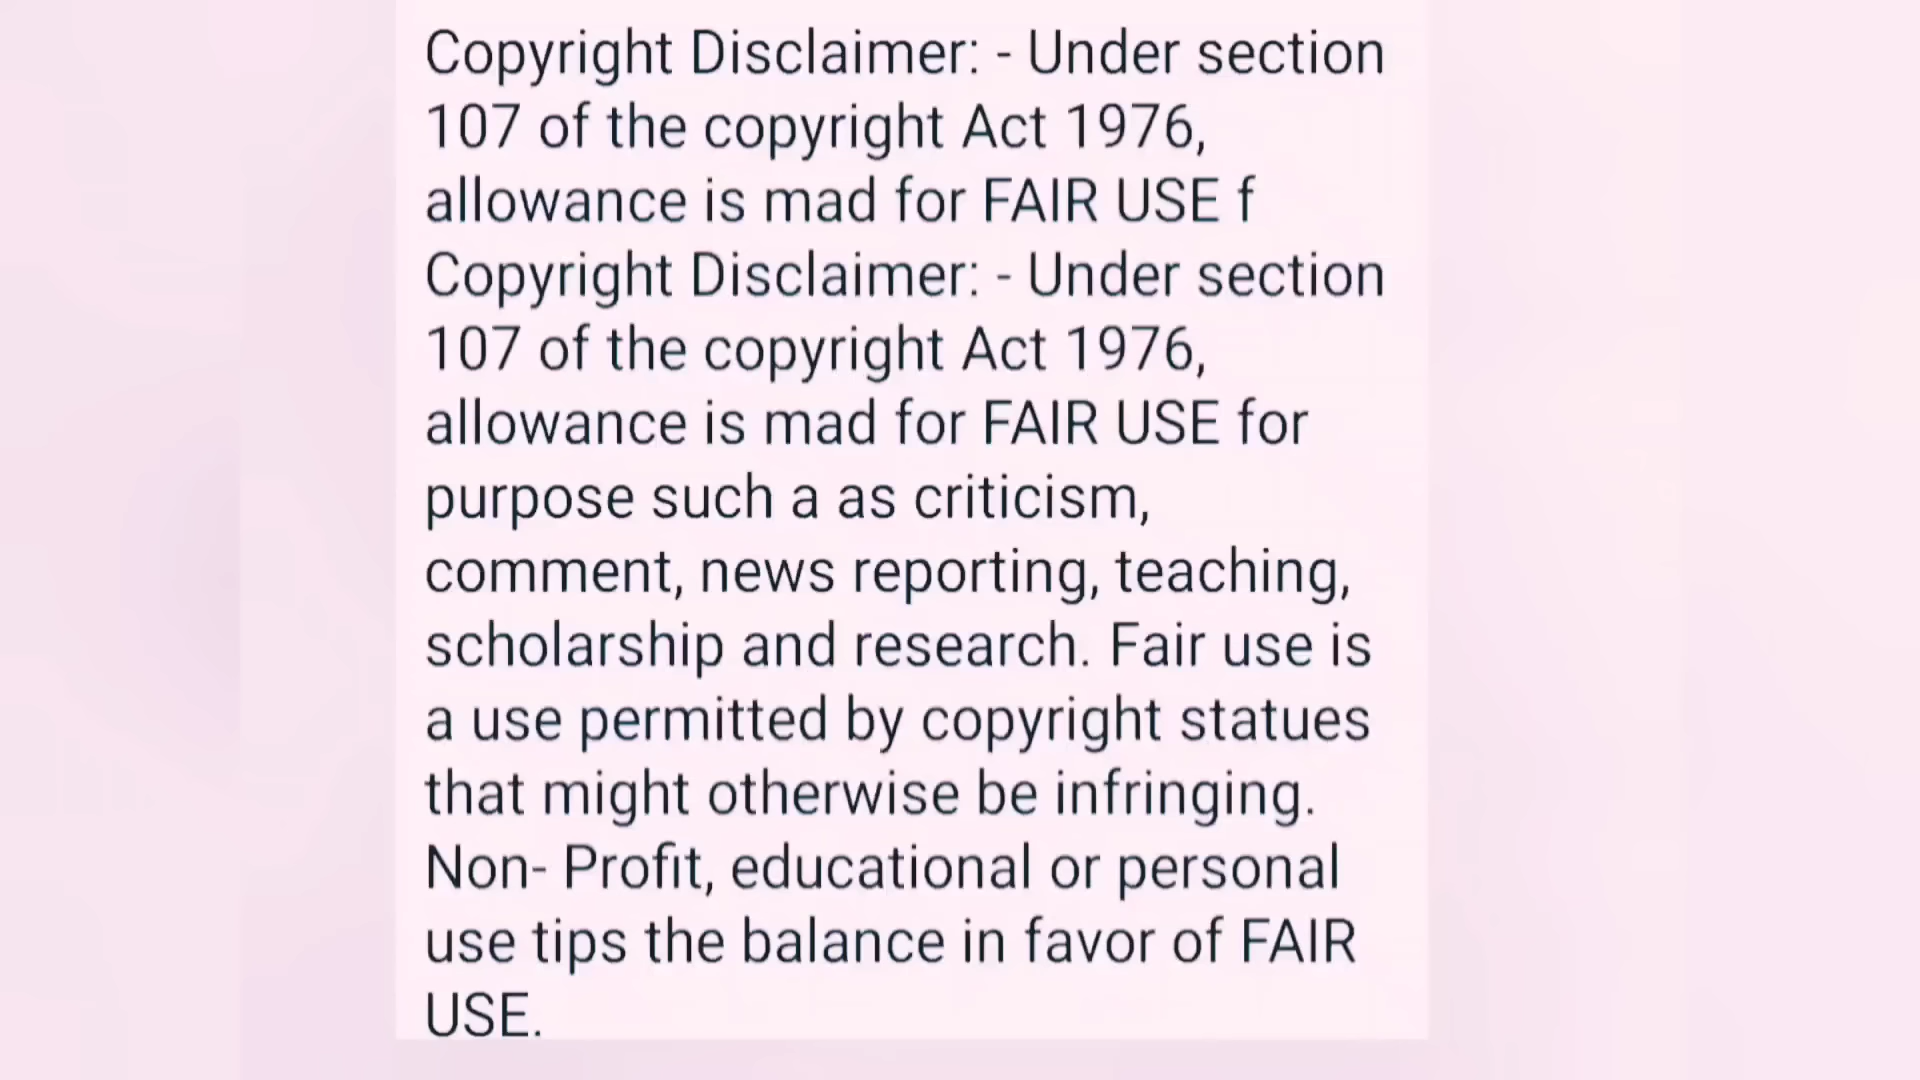 Copyright Disclaimer: - Under section
107 of the copyright Act 1976,
allowance is mad for FAIR USE f
Copyright Disclaimer: - Under section
107 of the copyright Act 1976,
allowance is mad for FAIR USE for
purpose such a as criticism,
comment, news reporting, teaching,
scholarship and research. Fair use is
a use permitted by copyright statues
that might otherwise be infringing.
Non- Profit, educational or personal
use tips the balance in favor of FAIR
USE.